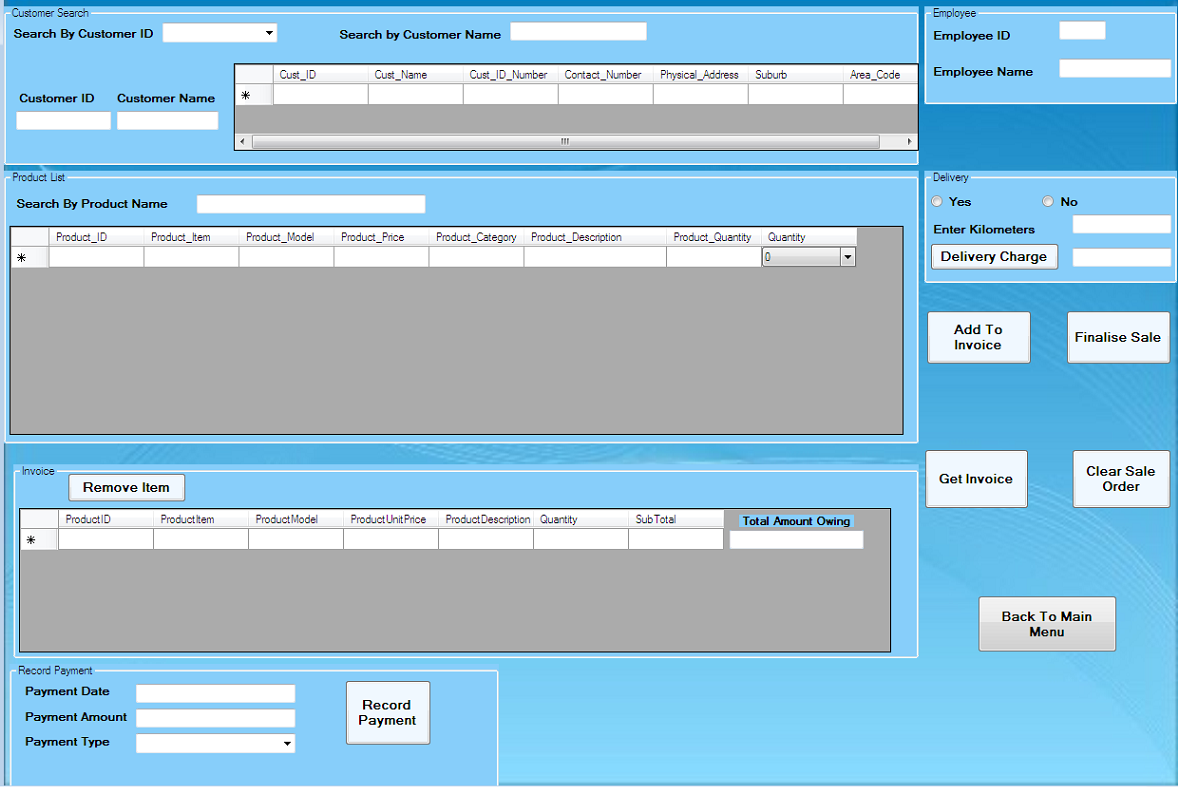 Customer Search
Search By Customer ID
Search by Customer Name
Cust_ID Cust_Name Cust_ID_Number Contact_Number Physical_Address Suburb Area_Code
Customer ID Customer Name
Employee
Employee ID
Employee Name
Product List
Search By Product Name
Product_ID Product_Item Product_Model Product_Price Product_Category Product_Description Product_Quantity Quantity
0
Delivery
Yes No
Enter Kilometers
Delivery Charge
Add To
Invoice
Finalise Sale
Invoice
Remove Item
ProductID ProductItem ProductModel ProductUnitPrice ProductDescription Quantity SubTotal
Total Amount Owing
Get Invoice
Clear Sale
Order
Back To Main
Menu
Record Payment
Payment Date
Payment Amount
Payment Type
Record
Payment